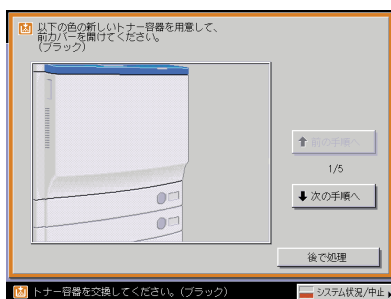 以下の色の新しいトナー容器を用意して、
前カバーを開けてください。
(ブラック)
前の手順へ
1/5
次の手順へ
後で処理
トナー容器を交換してください。(ブラック)
システム状況/中止